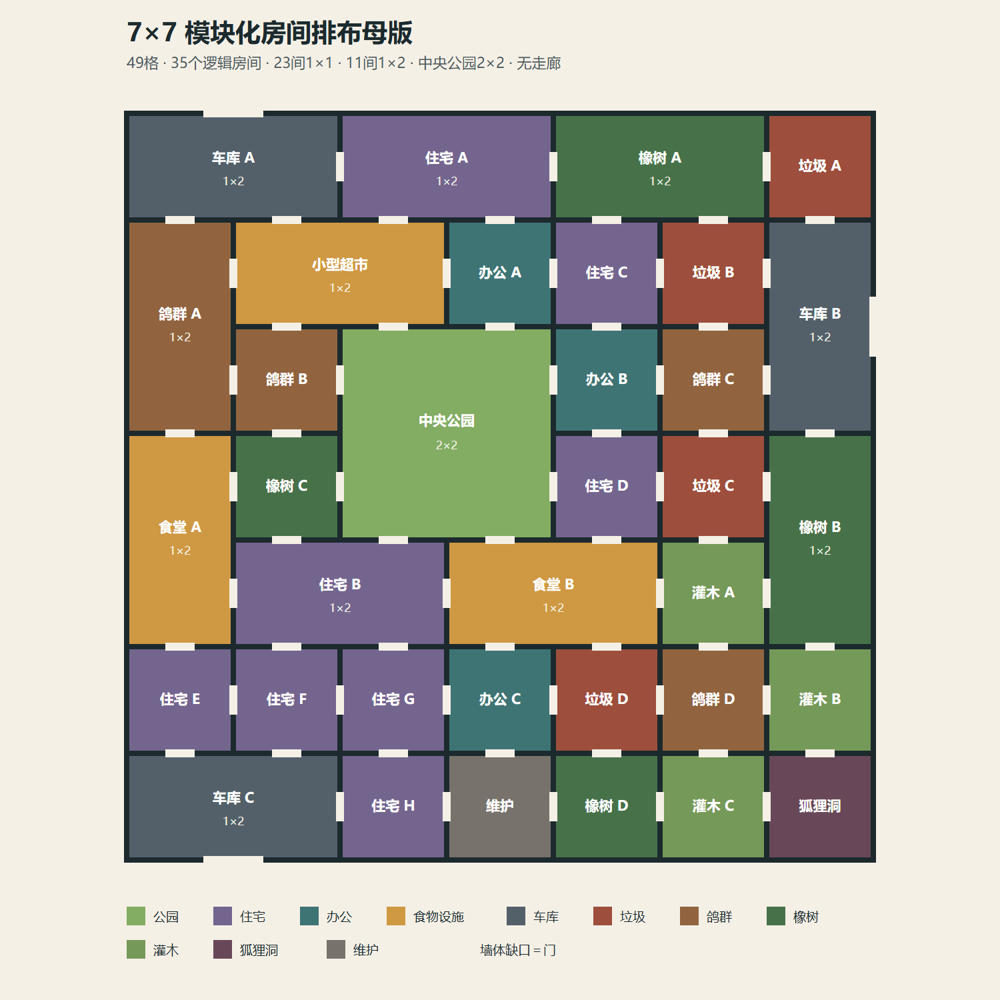 7×7 模块化房间排布母版
49格 · 35个逻辑房间 · 23间1×1 · 11间1×2 · 中央公园2×2 · 无走廊
车库 A
1×2
住宅 A
1×2
橡树 A
1×2
垃圾 A
鸽群 A
1×2
小型超市
1×2
办公 A
住宅 C
垃圾 B
车库 B
1×2
鸽群 B
中央公园
2×2
办公 B
鸽群 C
食堂 A
1×2
橡树 C
住宅 D
垃圾 C
橡树 B
1×2
住宅 B
1×2
食堂 B
1×2
灌木 A
住宅 E
住宅 F
住宅 G
办公 C
垃圾 D
鸽群 D
灌木 B
车库 C
1×2
住宅 H
维护
橡树 D
灌木 C
狐狸洞
公园
住宅
办公
食物设施
车库
垃圾
鸽群
橡树
灌木
狐狸洞
维护
墙体缺口 = 门